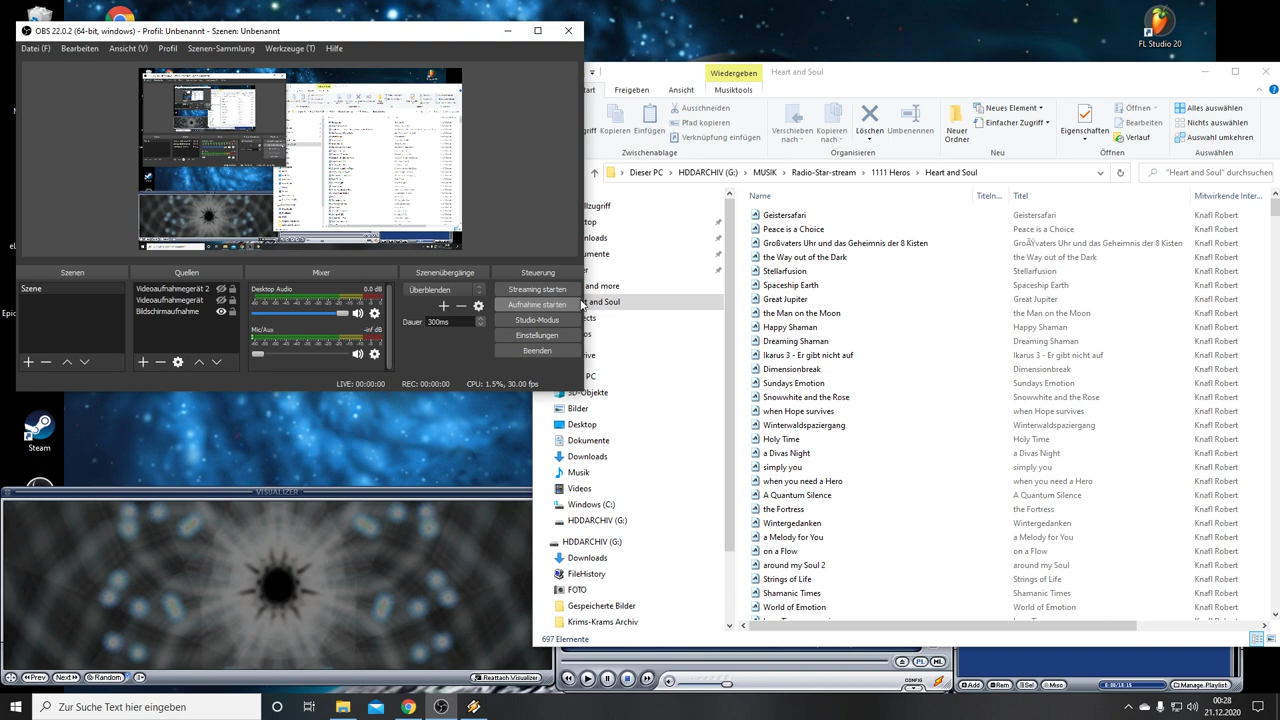 OBS 22.0.2 (64-bit, windows) - Profil: Unbenannt - Szenen: Unbenannt
Datei (F) Bearbeiten Ansicht (V) Profil Szenen-Sammlung Werkzeuge (T) Hilfe
Szenen Quellen Mixer Szenenübergänge Steuerung
Szene
Videoaufnahmegerät 2
Videoaufnahmegerät
Bildschirmaufnahme
Desktop Audio 0.0 dB
Mic/Aux -inf dB
Überblenden
Dauer 300ms
Streaming starten
Aufnahme starten
Studio-Modus
Einstellungen
Beenden
LIVE: 00:00:00 REC: 00:00:00 CPU: 1.5%, 30.00 fps
FL Studio 20
Wiedergeben Heart and Soul
Freigeben Ansicht Musiktools
Kopieren
Ausschneiden
Pfad kopieren
Verknüpfung einfügen
Verschieben nach
Kopieren nach
Löschen
Neues Element
Einfacher Zugriff
Alles auswählen
Nichts auswählen
Auswahl umkehren
Zwischenablage Organisieren Neu Auswählen
Dieser PC HDDARCHIV (G:) MUSIK Radio-Star-stream 1111 Heros Heart and Soul
"Heart and Soul" durchsuchen
Name Titeln... Titel Mitwirkende Inter...
Geistersafari Geistersafari Knafl Robert
Peace is a Choice Peace is a Choice Knafl Robert
Großvaters Uhr und das Geheimnis der 8 Kisten GroÃŸvaters Uhr und das Geheimnis der 8 Kisten Knafl Robert
the Way out of Dark the Way out of Dark Knafl Robert
Stellarfusion Stellarfusion Knafl Robert
Spaceship Earth Spaceship Earth Knafl Robert
Great Jupiter Great Jupiter Knafl Robert
the Man on the Moon the Man on the Moon Knafl Robert
Happy Shaman Happy Shaman Knafl Robert
Dreaming Shaman Dreaming Shaman Knafl Robert
Ikarus 3 - Er gibt nicht auf Ikarus 3 - Er gibt nicht auf Knafl Robert
Dimensionbreak Dimensionbreak Knafl Robert
Sundays Emotion Sundays Emotion Knafl Robert
Snowwhite and the Rose Snowwhite and the Rose Knafl Robert
when Hope survives when Hope survives Knafl Robert
Winterwaldspaziergang Winterwaldspaziergang Knafl Robert
Holy Time Holy Time Knafl Robert
a Divas Night a Divas Night Knafl Robert
simply you simply you Knafl Robert
when you need a Hero when you need a Hero Knafl Robert
A Quantum Silence A Quantum Silence Knafl Robert
the Fortress the Fortress Knafl Robert
Wintergedanken Wintergedanken Knafl Robert
a Melody for You a Melody for You Knafl Robert
on a Flow on a Flow Knafl Robert
around my Soul 2 around my Soul Knafl Robert
Strings of Life Strings of Life Knafl Robert
Shamanic Times Shamanic Times Knafl Robert
World of Emotion World of Emotion Knafl Robert
3D-Objekte
Bilder
Desktop
Dokumente
Downloads
Musik
Videos
Windows (C:)
HDDARCHIV (G:)
HDDARCHIV (G:)
Downloads
FileHistory
FOTO
Gespeicherte Bilder
Krims-Krams Archiv
697 Elemente
Steam
VISUALIZER
Prev Next Random Reattach Visualizer
PL ML
CONFIG
Add Rem Sel Misc Manage Playlist
Zur Suche Text hier eingeben
00:28
21.12.2020